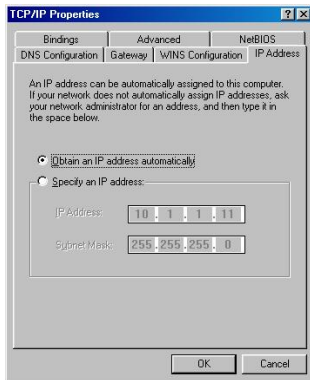 TCP/IP Properties
Bindings Advanced NetBIOS
DNS Configuration Gateway WINS Configuration IP Address
An IP address can be automatically assigned to this computer.
If your network does not automatically assign IP addresses, ask
your network administrator for an address, and then type it in
the space below.
Obtain an IP address automatically
Specify an IP address:
IP Address: 10 . 1 . 1 . 11
Subnet Mask: 255 . 255 . 255 . 0
OK Cancel